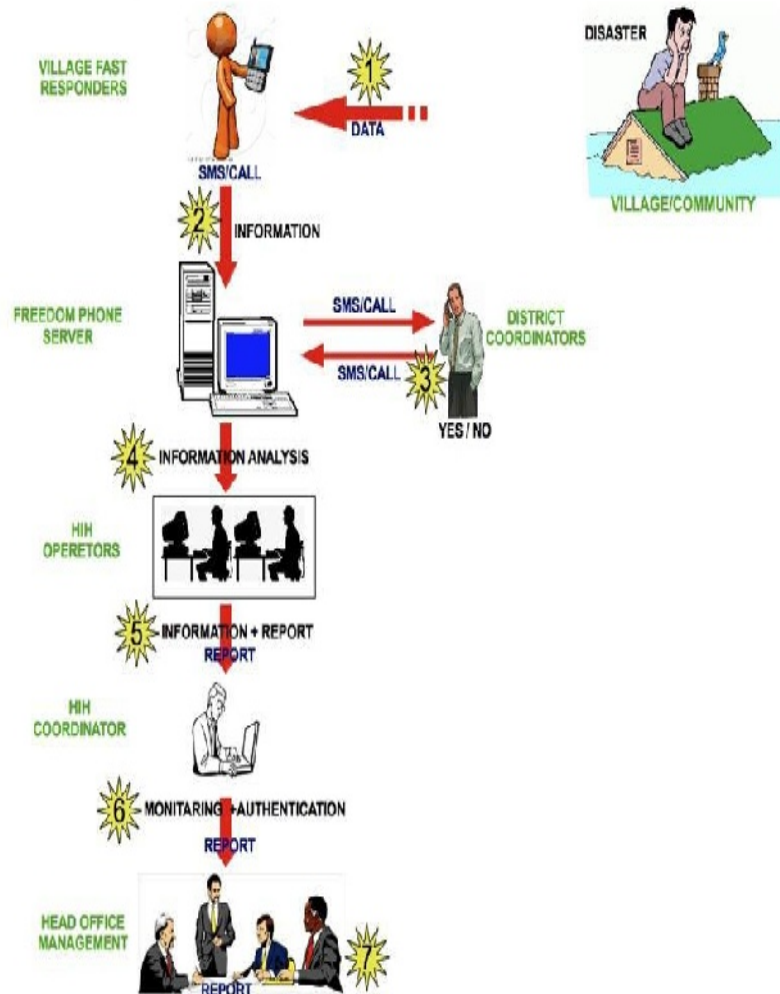 DISASTER
VILLAGE FAST
RESPONDERS
1
DATA
SMS/CALL
VILLAGE/COMMUNITY
2
INFORMATION
FREEDOM PHONE
SERVER
SMS/CALL
SMS/CALL
3
DISTRICT
COORDINATORS
YES / NO
4
INFORMATION ANALYSIS
HIH
OPERETORS
5
INFORMATION + REPORT
REPORT
HIH
COORDINATOR
6
MONITARING +AUTHENTICATION
REPORT
HEAD OFFICE
MANAGEMENT
7
REPORT